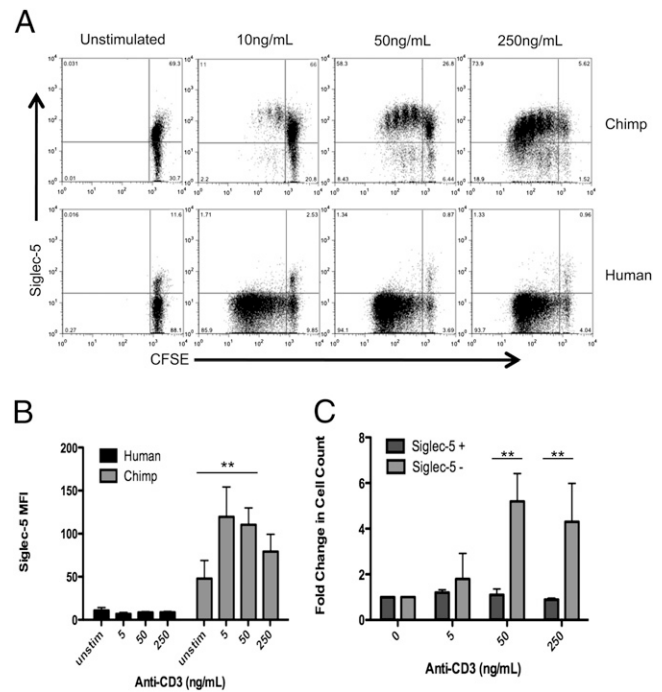 A
Unstimulated 10ng/mL 50ng/mL 250ng/mL
0.031 69.3 11 60 58.3 26.8 73.9 5.62
0.01 30.7 2.2 20.8 8.43 6.44 18.9 1.52
Chimp
0.016 11.6 1.71 2.53 1.34 0.87 1.33 0.96
0.27 88.1 85.9 9.85 94.1 3.69 93.7 4.04
Human
Siglec-5
CFSE
B
Human
Chimp
Siglec-5 MFI
200
150
100
50
0
**
unstim 5 50 250 unstim 5 50 250
Anti-CD3 (ng/mL)
C
Siglec-5 +
Siglec-5 -
Fold Change in Cell Count
8
6
4
2
0
** **
0 5 50 250
Anti-CD3 (ng/mL)